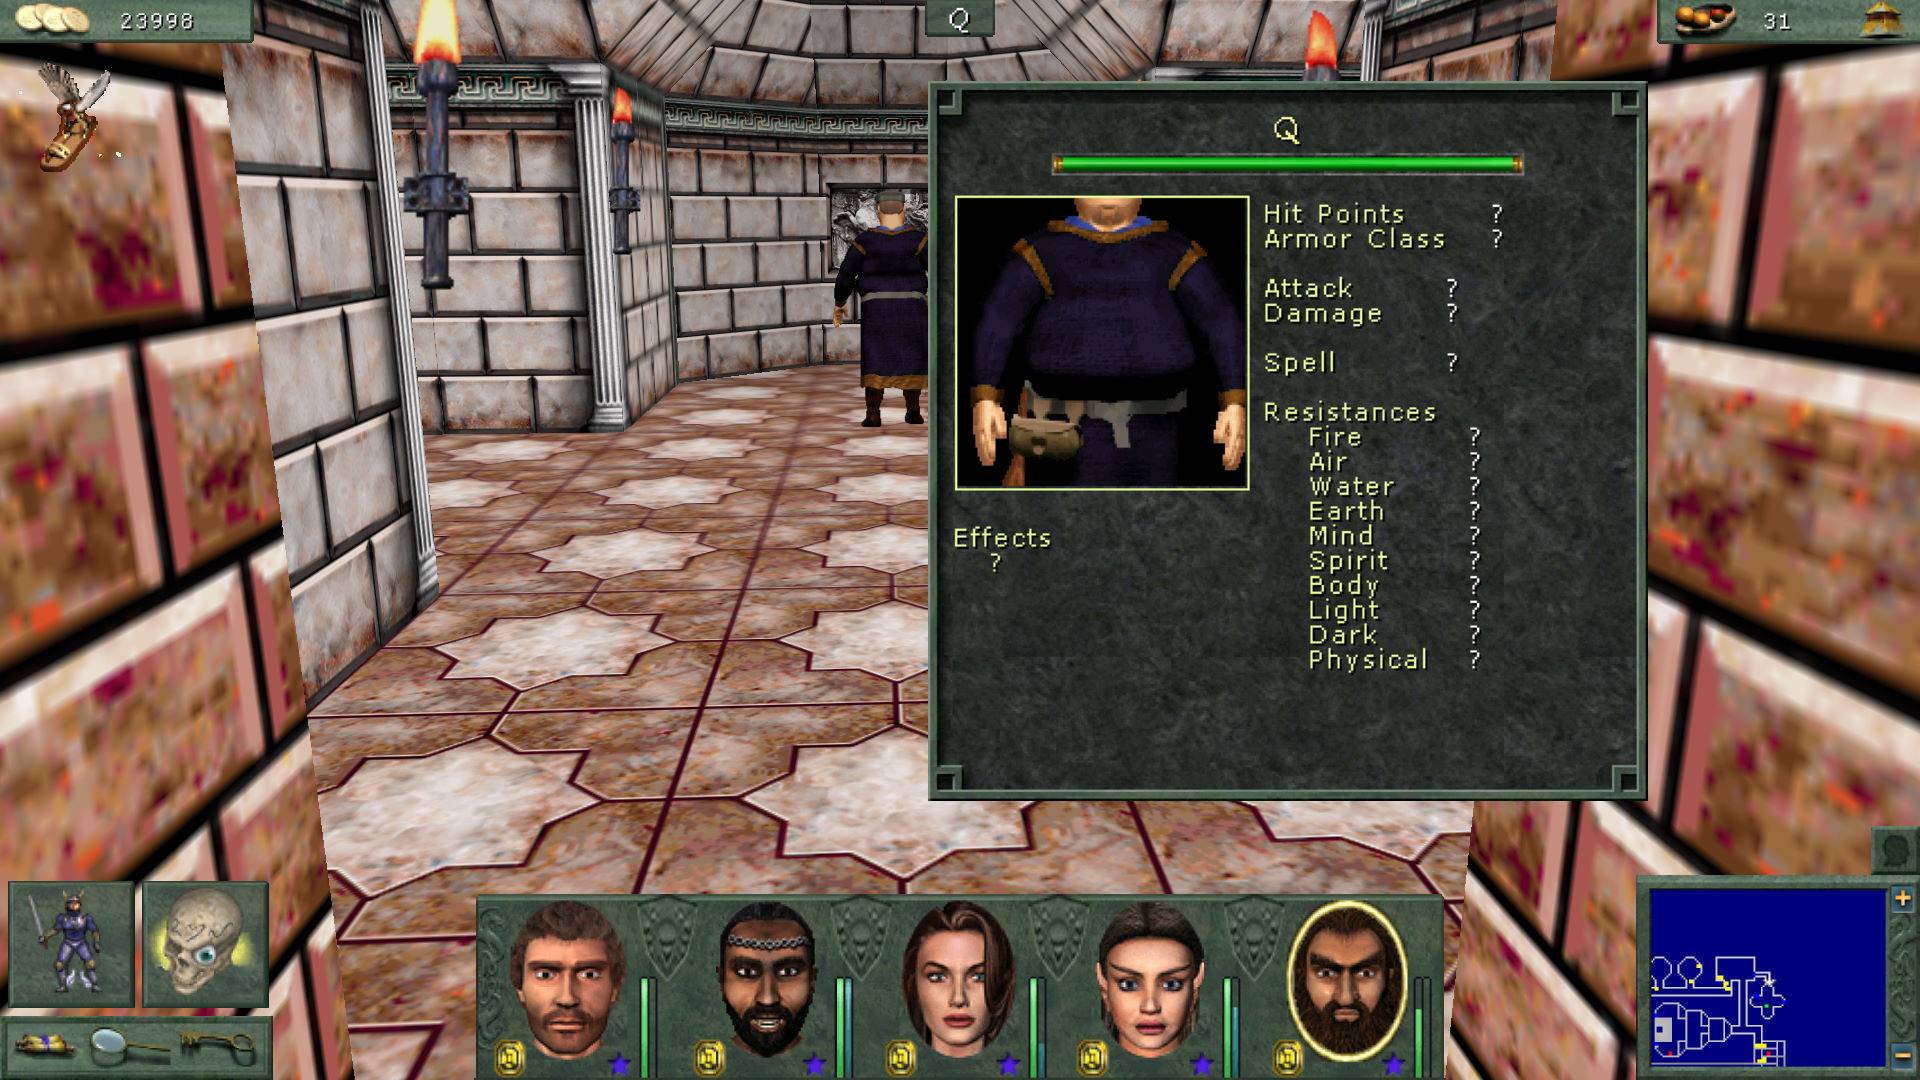 23998
Q
31
Q
Hit Points ?
Armor Class ?
Attack ?
Damage ?
Spell ?
Resistances
Fire ?
Air ?
Water ?
Earth ?
Mind ?
Spirit ?
Body ?
Light ?
Dark ?
Physical ?
Effects
?